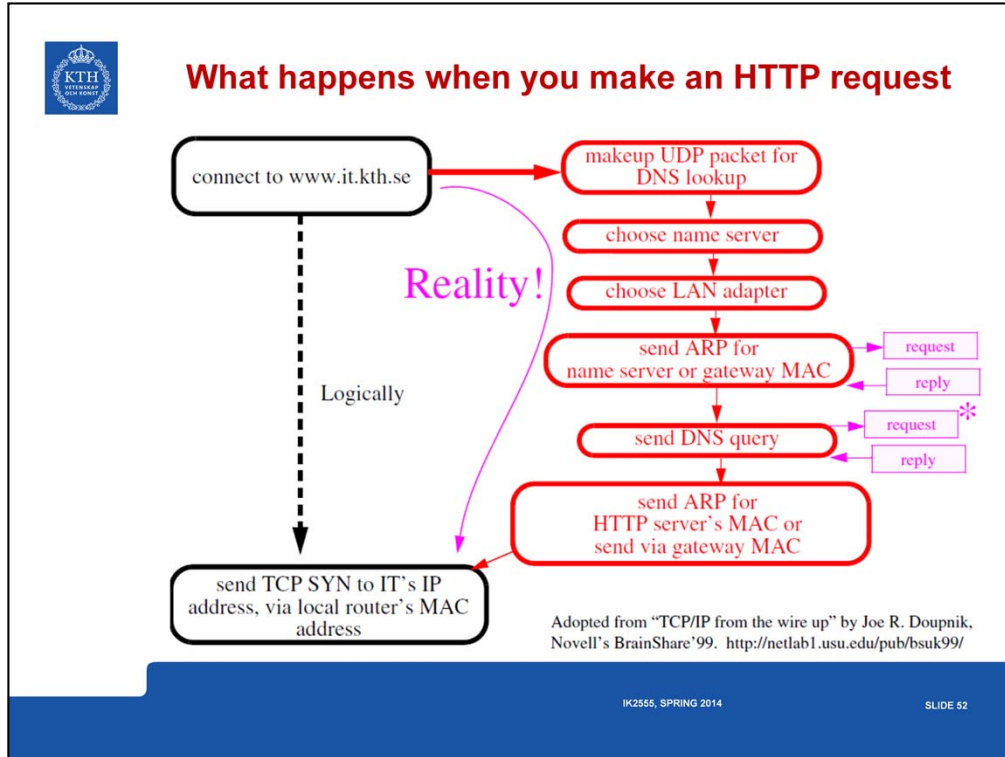 KTH
VETENSKAP
OCH KONST
What happens when you make an HTTP request
connect to www.it.kth.se
makeup UDP packet for
DNS lookup
choose name server
Reality!
choose LAN adapter
send ARP for
name server or gateway MAC
request
reply
Logically
send DNS query
request
*
reply
send ARP for
HTTP server's MAC or
send via gateway MAC
send TCP SYN to IT's IP
address, via local router's MAC
address
Adopted from “TCP/IP from the wire up” by Joe R. Doupnik,
Novell's BrainShare'99. http://netlab1.usu.edu/pub/bsuk99/
IK2555, SPRING 2014
SLIDE 52